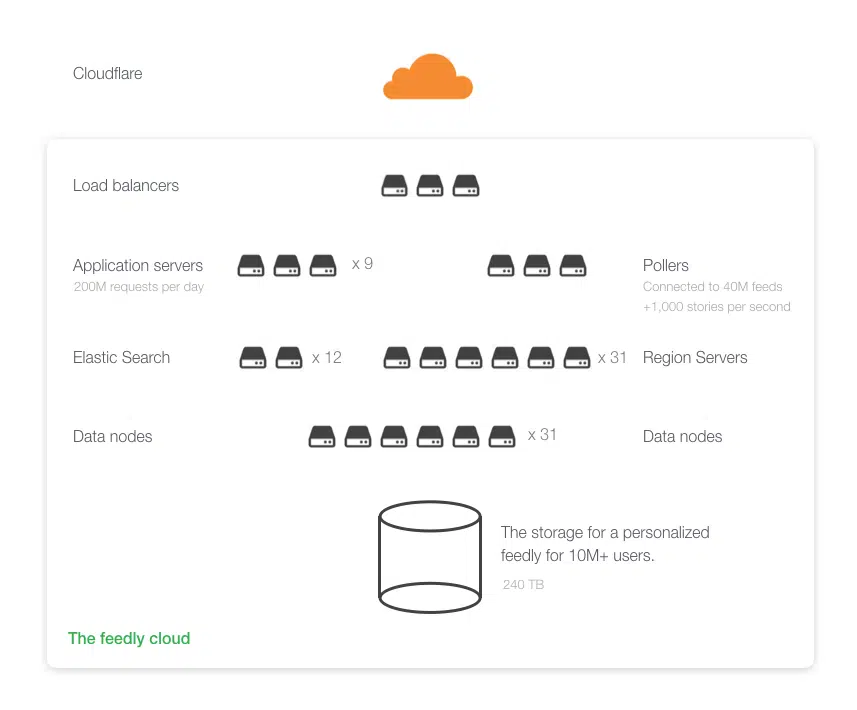 Cloudflare
Load balancers
Application servers
x 9
Pollers
200M requests per day
Connected to 40M feeds
+1,000 stories per second
Elastic Search
x 12
x 31
Region Servers
Data nodes
x 31
Data nodes
The storage for a personalized
feedly for 10M+ users.
240 TB
The feedly cloud